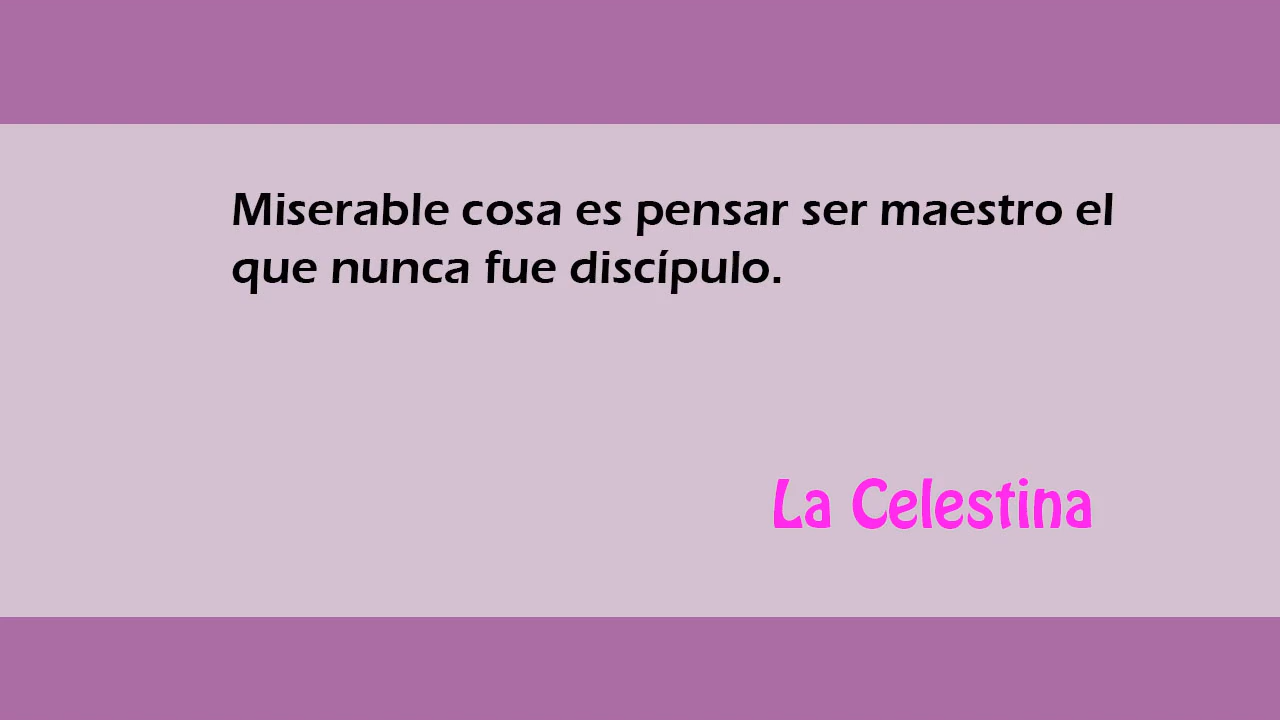 Miserable cosa es pensar ser maestro el
que nunca fue discípulo.
La Celestina